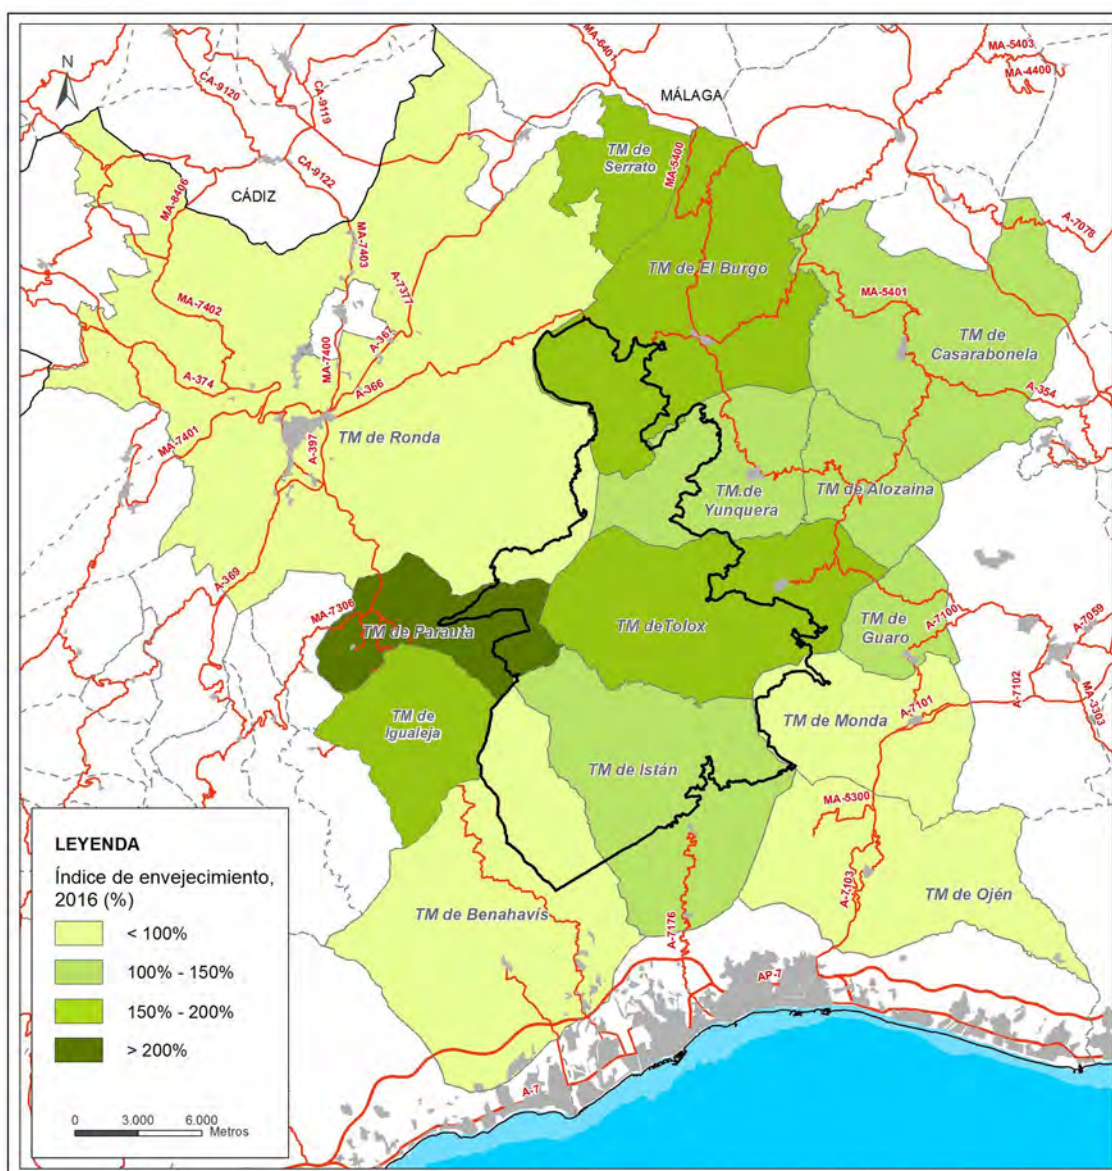 MA-6401
MA-5403
MA-4400
N
CA-9120
CA-9119
MÁLAGA
TM de
Serrato
MA-5400
CA-9122
MA-8406
CÁDIZ
A-7078
MA-7403
A-7377
TM de El Burgo
MA-5401
MA-7402
A-367
TM de
Casarabonela
MA-7400
A-374
A-366
A-354
MA-7401
A-397
TM de Ronda
TM de
Yunquera
TM de Alozaina
A-369
MA-7306
TM de Parauta
TM deTolox
TM de
Guaro
A-7100
A-7059
A-7102
MA-3303
TM de
Igualeja
TM de Monda
A-7101
TM de Istán
MA-5300
LEYENDA
Índice de envejecimiento,
2016 (%)
< 100%
100% - 150%
150% - 200%
> 200%
0 3.000 6.000
Metros
TM de Benahavís
A-7103
TM de Ojén
A-7176
AP-7
A-7